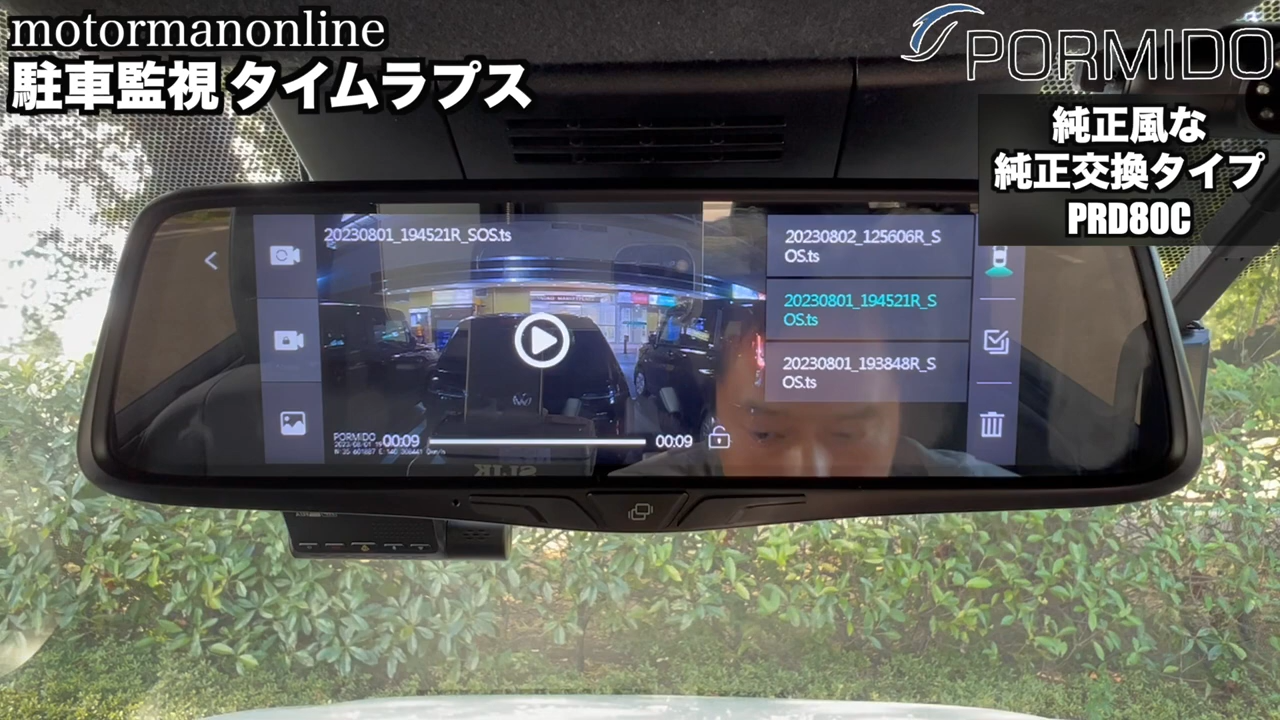 motormanonline
駐車監視 タイムラプス
PORMIDO
純正風な
純正交換タイプ
PRD80C
20230801_194521R_SOS.ts
20230802_125606R_S
OS.ts
20230801_194521R_S
OS.ts
20230801_193848R_S
OS.ts
PORMIDO
00:09
00:09